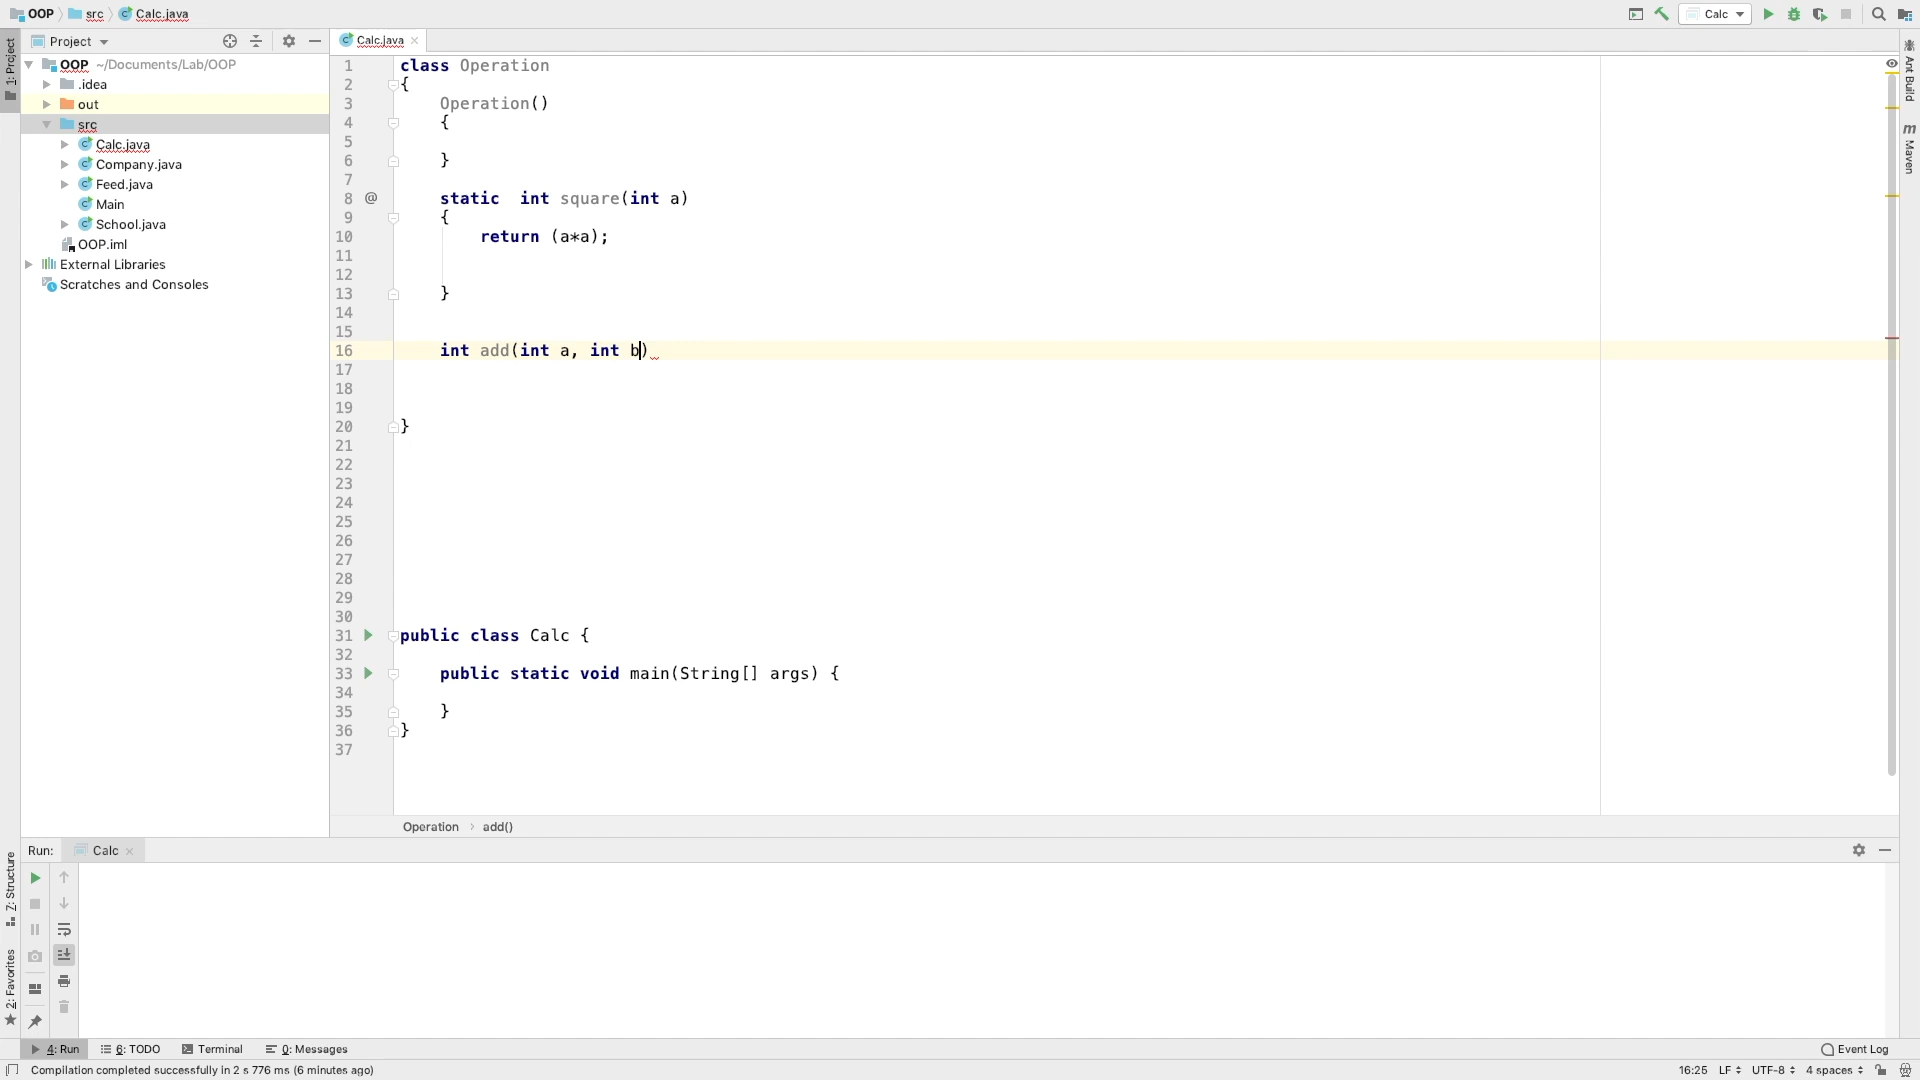 OOP src Calc.java
Calc
Project
Calc.java
1: Project
OOP ~/Documents/Lab/OOP
.idea
out
src
Calc.java
Company.java
Feed.java
Main
School.java
OOP.iml
External Libraries
Scratches and Consoles
1 class Operation
2 {
3 Operation()
4 {
5
6 }
7
8 @ static int square(int a)
9 {
10 return (a*a);
11
12
13 }
14
15
16 int add(int a, int b)
17
18
19
20 }
21
22
23
24
25
26
27
28
29
30
31 public class Calc {
32
33 public static void main(String[] args) {
34
35 }
36 }
37
Operation › add()
Ant Build
m Maven
Run: Calc
Z: Structure
2: Favorites
4: Run 6: TODO Terminal 0: Messages
Event Log
Compilation completed successfully in 2 s 776 ms (6 minutes ago)
16:25 LF UTF-8 4 spaces